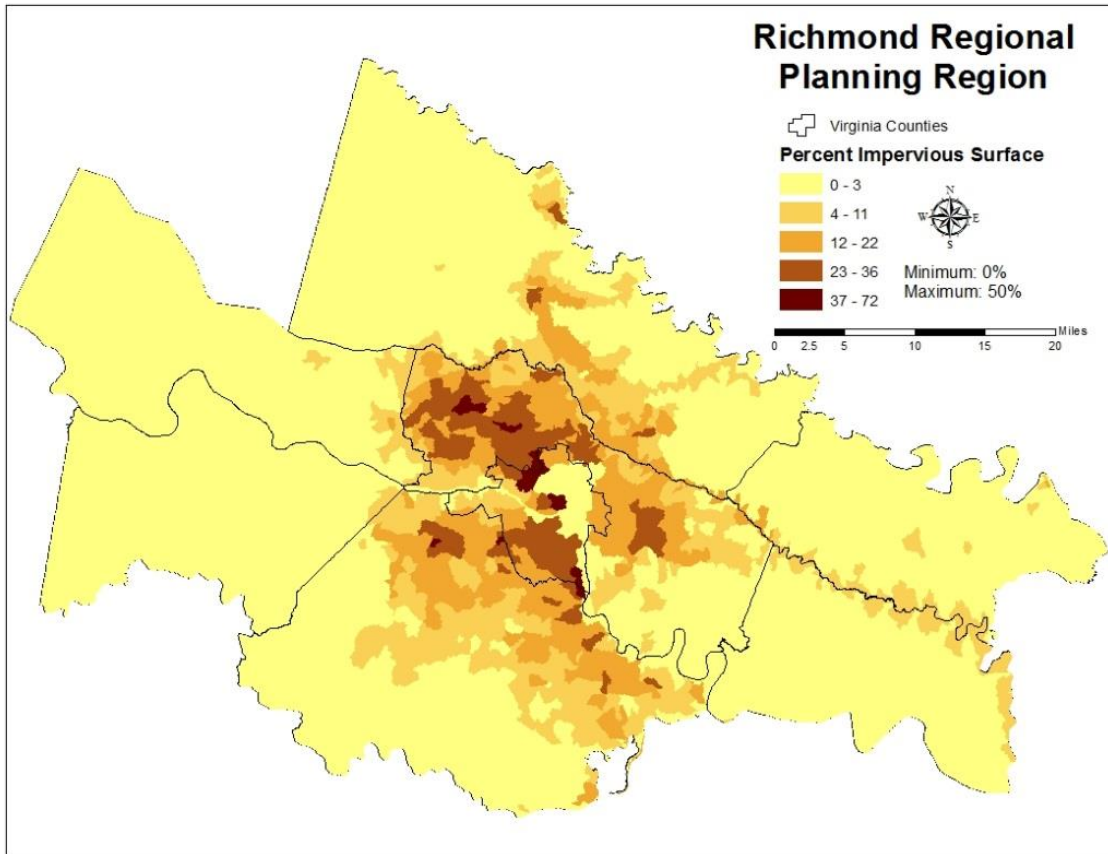 Richmond Regional
Planning Region
Virginia Counties
Percent Impervious Surface
0 - 3
4 - 11
12 - 22
23 - 36
37 - 72
N
W E
S
Minimum: 0%
Maximum: 50%
Miles
0 2.5 5 10 15 20